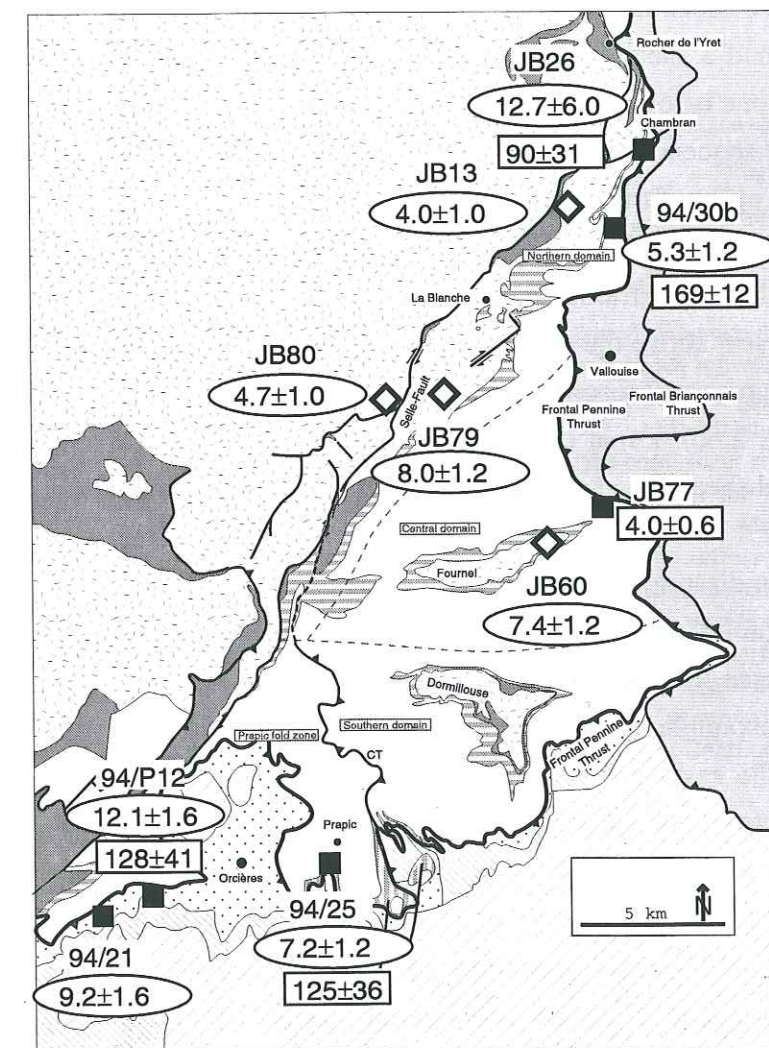 Rocher de l'Yret
JB26
12.7±6.0
Chambran
90±31
JB13
4.0±1.0
94/30b
5.3±1.2
Northern domain
169±12
La Blanche
JB80
4.7±1.0
Vallouise
Selle-Fault
Frontal Pennine
Thrust
Frontal Briançonnais
Thrust
JB79
8.0±1.2
JB77
4.0±0.6
Central domain
Fournel
JB60
7.4±1.2
Dormillouse
Southern domain
Prapic fold zone
CT
Frontal Pennine
Thrust
94/P12
12.1±1.6
128±41
Prapic
Orcières
94/25
7.2±1.2
125±36
94/21
9.2±1.6
5 km
N